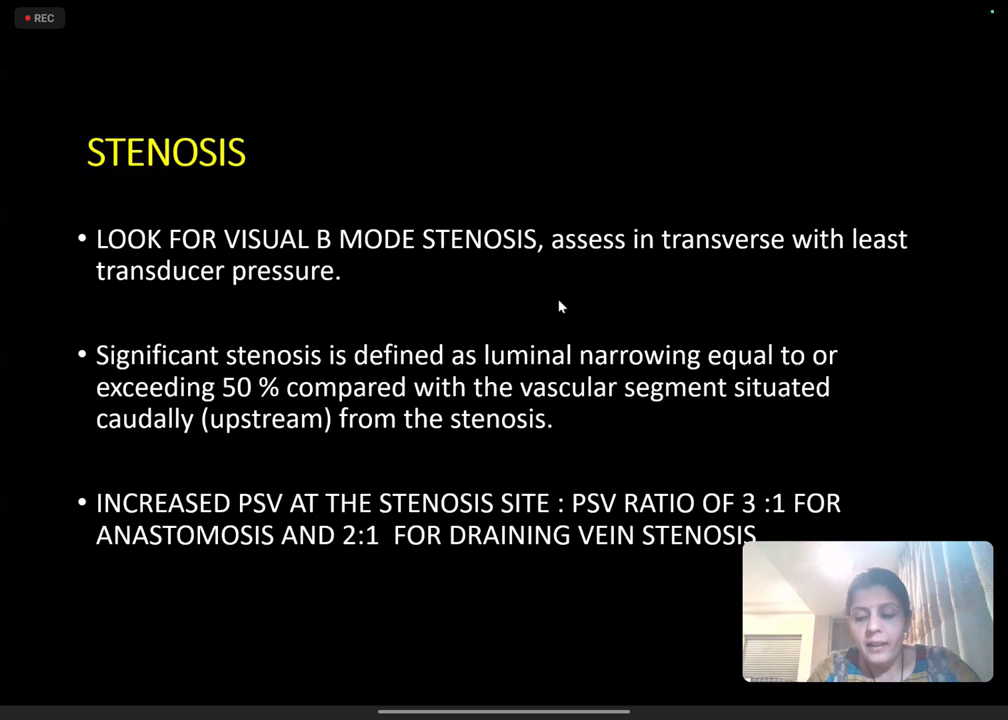 REC
STENOSIS
• LOOK FOR VISUAL B MODE STENOSIS, assess in transverse with least
transducer pressure.
• Significant stenosis is defined as luminal narrowing equal to or
exceeding 50 % compared with the vascular segment situated
caudally (upstream) from the stenosis.
• INCREASED PSV AT THE STENOSIS SITE : PSV RATIO OF 3 :1 FOR
ANASTOMOSIS AND 2:1  FOR DRAINING VEIN STENOSIS